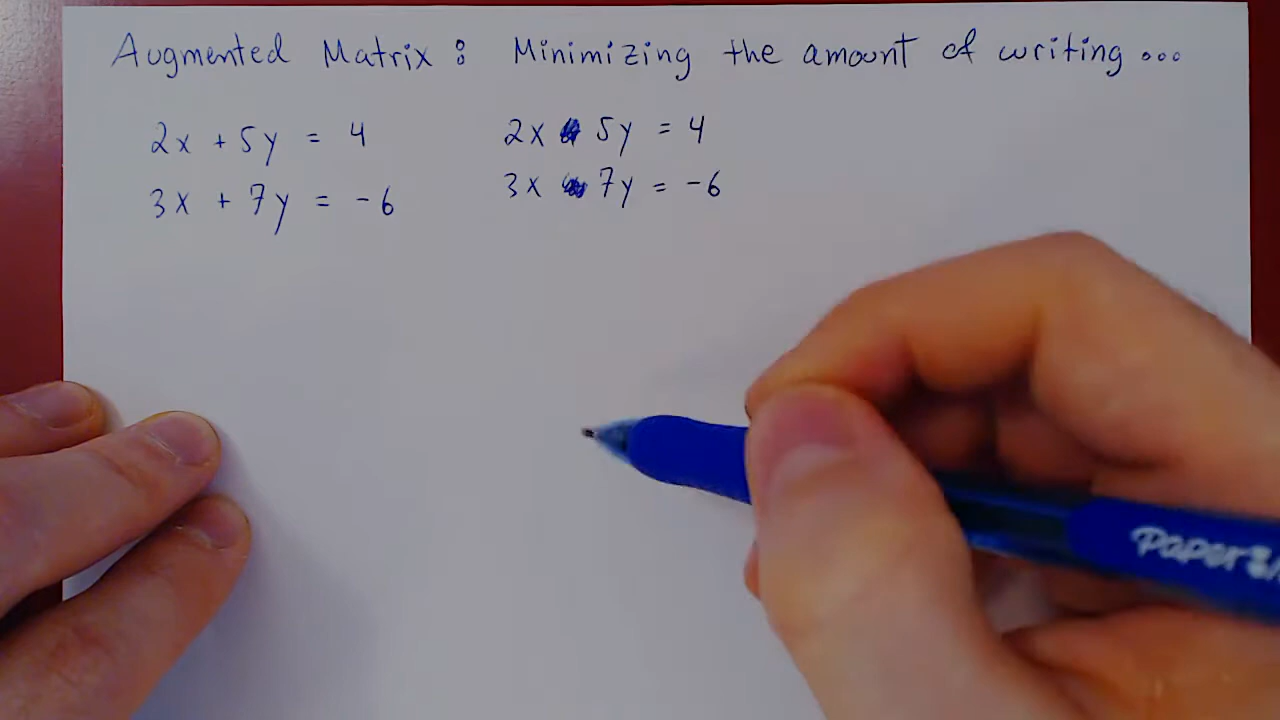 Augmented Matrix: Minimizing the amount of writing...
2x + 5y = 4
3x + 7y = -6
2x 5y = 4
3x 7y = -6